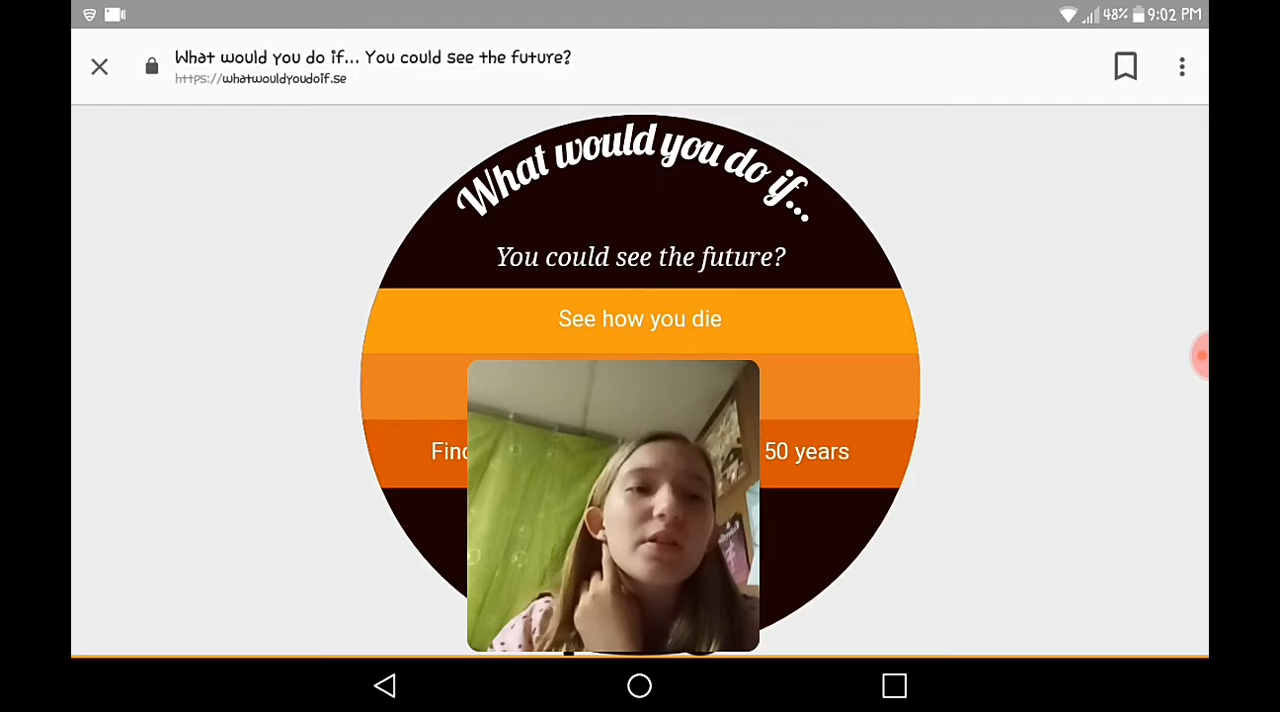 48% 9:02 PM
What would you do if... You could see the future?
https://whatwouldyoudoif.se
What would you do if...
You could see the future?
See how you die
50 years